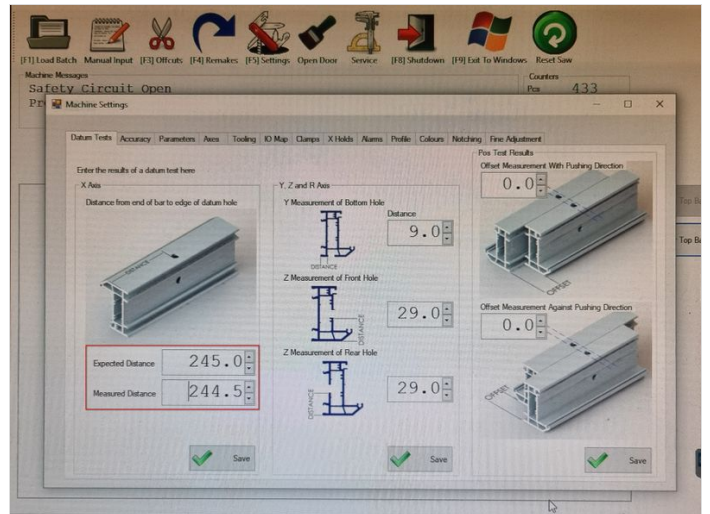 [F1] Load Batch Manual Input [F3] Offcuts [F4] Remakes [F5] Settings Open Door Service [F8] Shutdown [F9] Exit To Windows Reset Saw
Machine Messages
Counters
Safety Circuit Open
Pcs 433
Machine Settings
Datum Tests Accuracy Parameters Axes Tooling IO Map Clamps X Holds Alarms Profile Colours Notching Fine Adjustment
Enter the results of a datum test here
X Axis
Distance from end of bar to edge of datum hole
DISTANCE
Expected Distance 245.0
Measured Distance 244.5
Save
Y, Z and R Axis
Y Measurement of Bottom Hole
Distance
9.0
DISTANCE
Z Measurement of Front Hole
29.0
DISTANCE
Z Measurement of Rear Hole
29.0
DISTANCE
Save
Pos Test Results
Offset Measurement With Pushing Direction
0.0
OFFSET
Offset Measurement Against Pushing Direction
0.0
OFFSET
Save